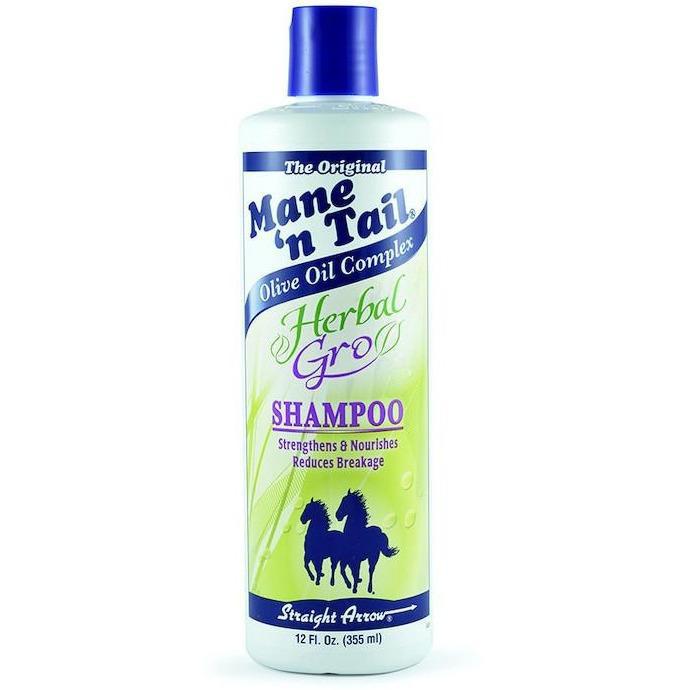 The Original
Mane
'n Tail®
Olive Oil Complex
Herbal
Gro
SHAMPOO
Strengthens & Nourishes
Reduces Breakage
Straight Arrow®
12 Fl. Oz. (355 ml)